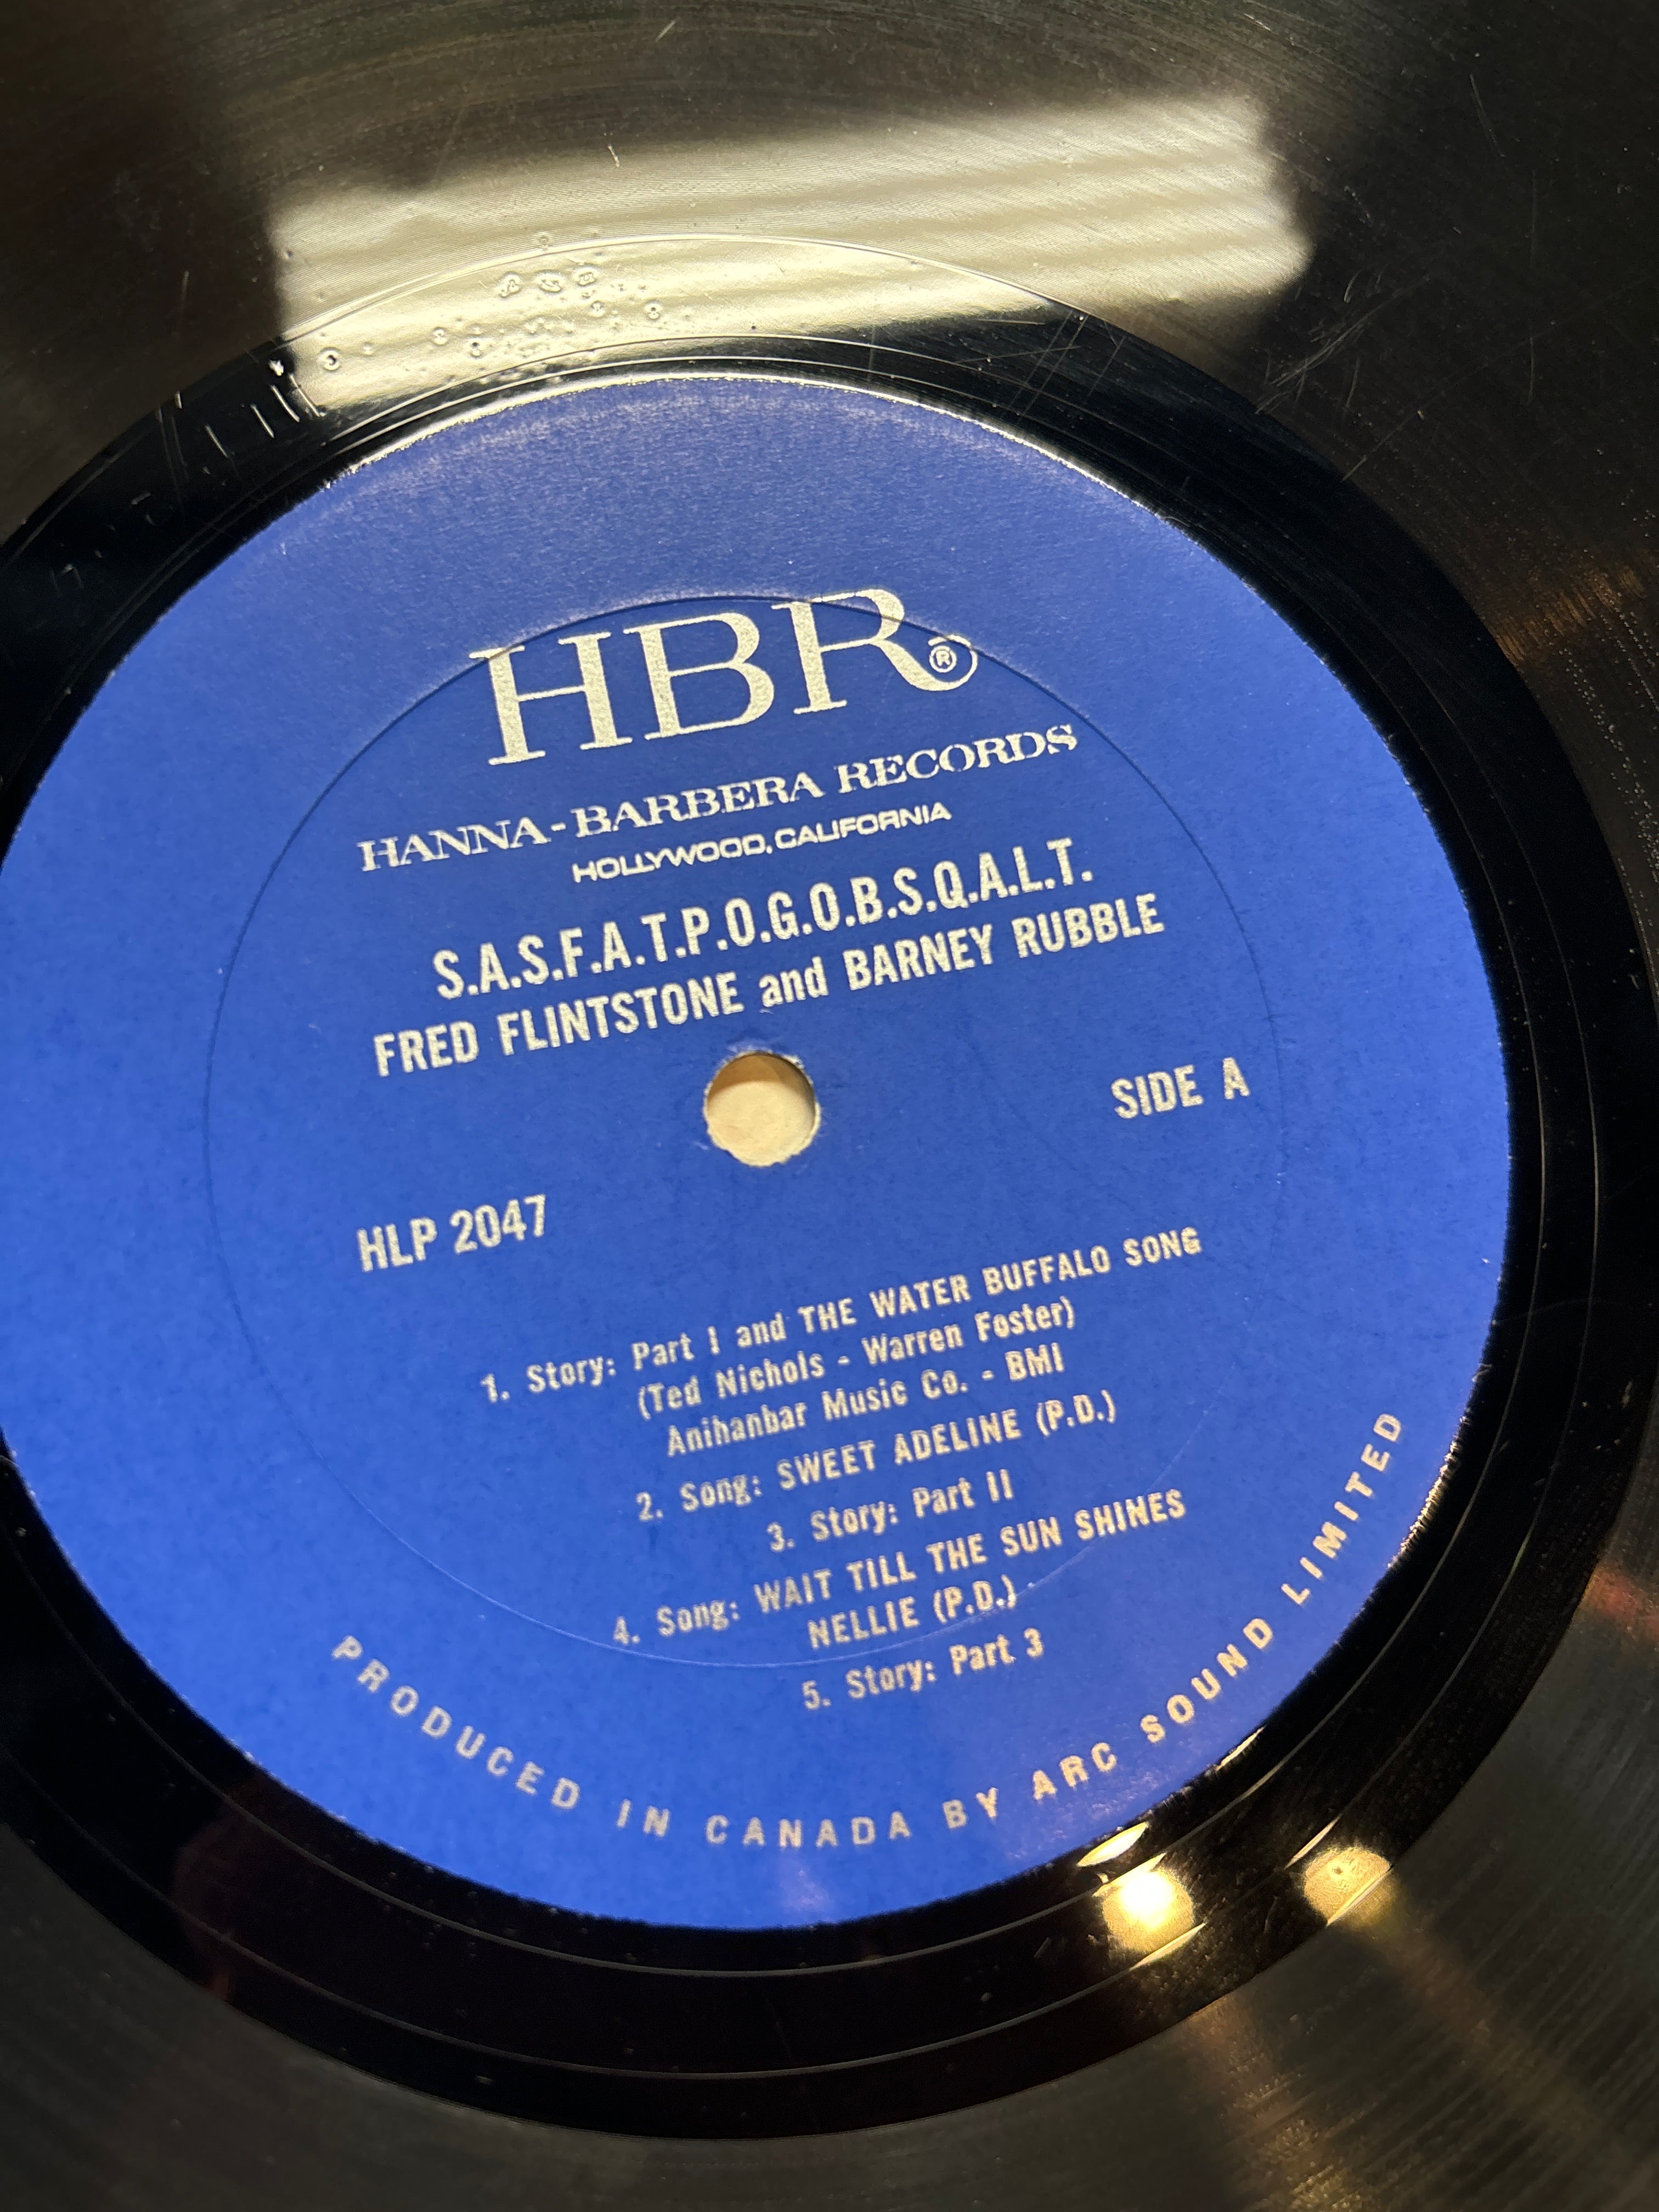 HBR®
HANNA-BARBERA RECORDS
HOLLYWOOD, CALIFORNIA
S.A.S.F.A.T.P.O.G.O.B.S.Q.A.L.T.
FRED FLINTSTONE and BARNEY RUBBLE
SIDE A
HLP 2047
1. Story: Part I and THE WATER BUFFALO SONG
(Ted Nichols - Warren Foster)
Anihanbar Music Co. - BMI
2. Song: SWEET ADELINE (P.D.)
3. Story: Part II
4. Song: WAIT TILL THE SUN SHINES
NELLIE (P.D.)
5. Story: Part 3
PRODUCED IN CANADA BY ARC SOUND LIMITED